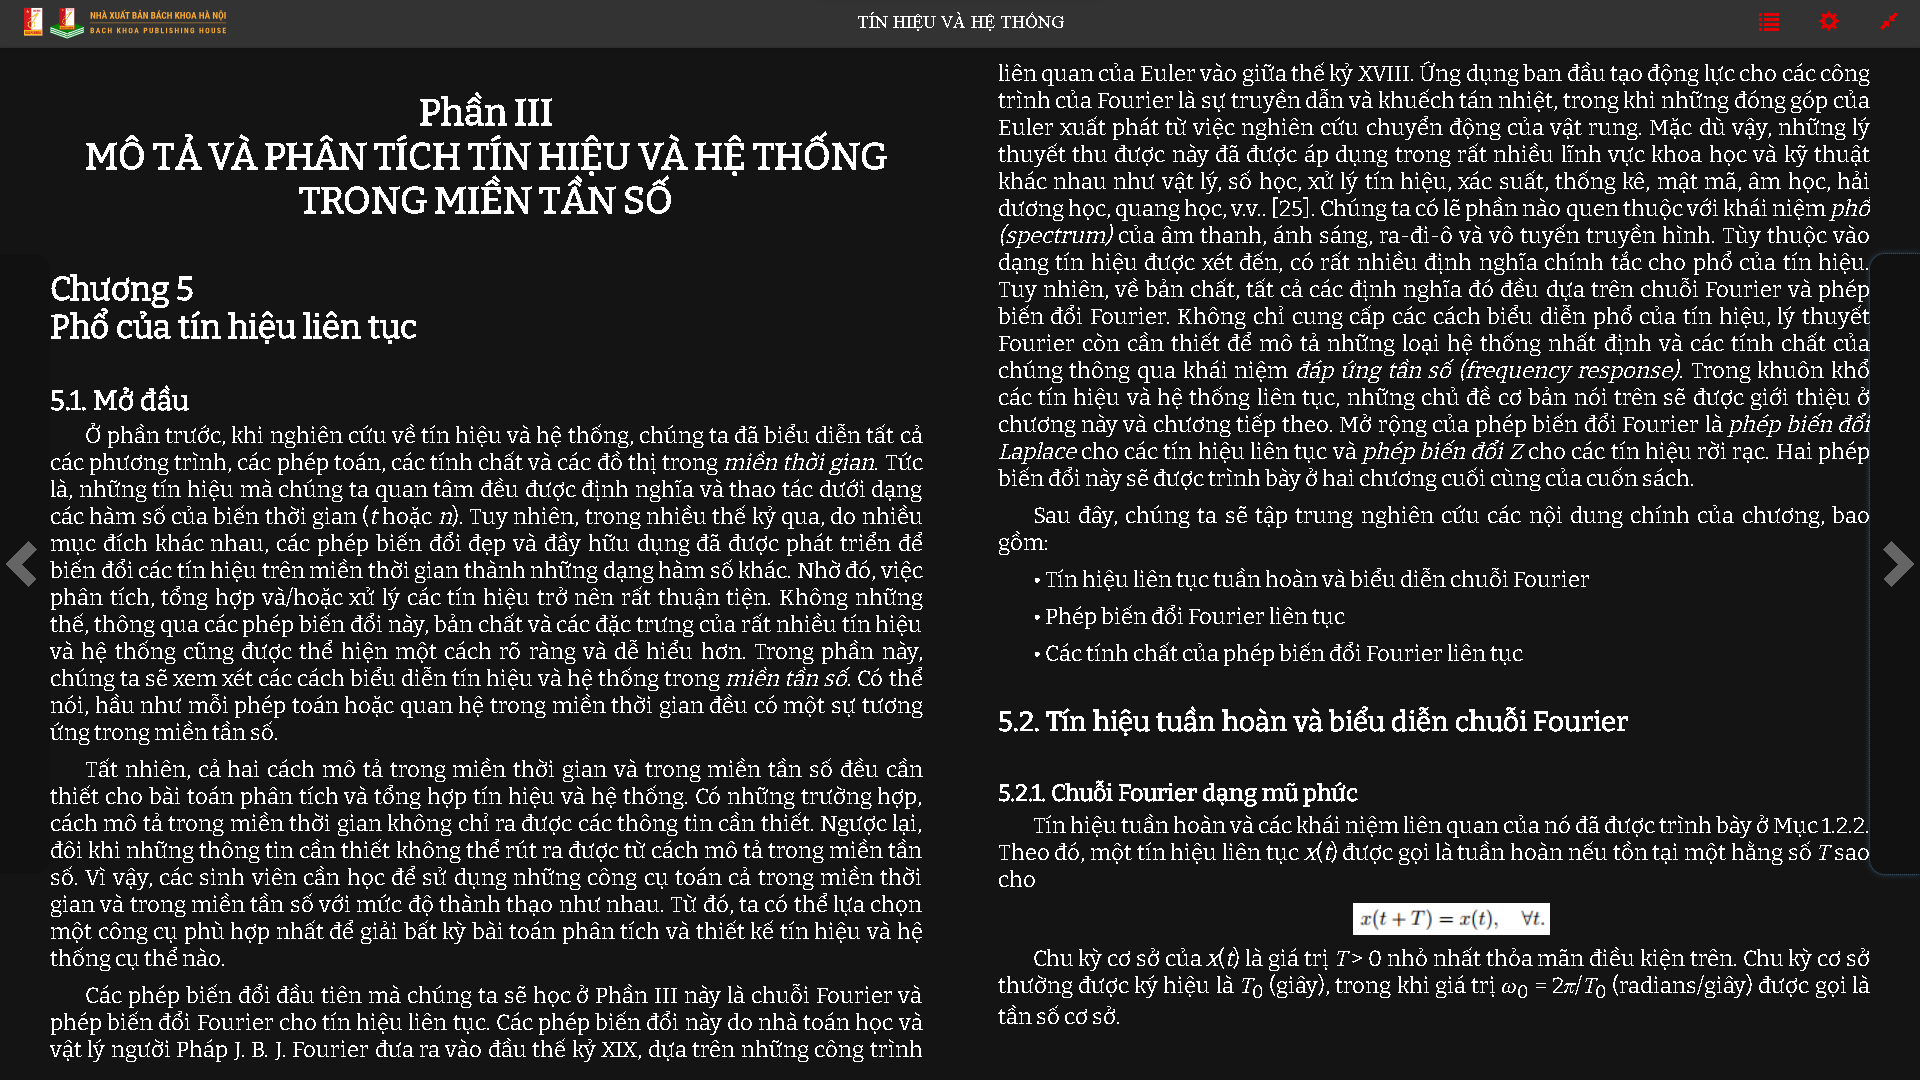 NHÀ XUẤT BẢN BÁCH KHOA HÀ NỘI
BACH KHOA PUBLISHING HOUSE
TÍN HIỆU VÀ HỆ THỐNG
Phần III
MÔ TẢ VÀ PHÂN TÍCH TÍN HIỆU VÀ HỆ THỐNG
TRONG MIỀN TẦN SỐ
Chương 5
Phổ của tín hiệu liên tục
5.1. Mở đầu
Ở phần trước, khi nghiên cứu về tín hiệu và hệ thống, chúng ta đã biểu diễn tất cả
các phương trình, các phép toán, các tính chất và các đồ thị trong miền thời gian. Tức
là, những tín hiệu mà chúng ta quan tâm đều được định nghĩa và thao tác dưới dạng
các hàm số của biến thời gian (t hoặc n). Tuy nhiên, trong nhiều thế kỷ qua, do nhiều
mục đích khác nhau, các phép biến đổi đẹp và đầy hữu dụng đã được phát triển để
biến đổi các tín hiệu trên miền thời gian thành những dạng hàm số khác. Nhờ đó, việc
phân tích, tổng hợp và/hoặc xử lý các tín hiệu trở nên rất thuận tiện. Không những
thế, thông qua các phép biến đổi này, bản chất và các đặc trưng của rất nhiều tín hiệu
và hệ thống cũng được thể hiện một cách rõ ràng và dễ hiểu hơn. Trong phần này,
chúng ta sẽ xem xét các cách biểu diễn tín hiệu và hệ thống trong miền tần số. Có thể
nói, hầu như mỗi phép toán hoặc quan hệ trong miền thời gian đều có một sự tương
ứng trong miền tần số.
Tất nhiên, cả hai cách mô tả trong miền thời gian và trong miền tần số đều cần
thiết cho bài toán phân tích và tổng hợp tín hiệu và hệ thống. Có những trường hợp,
cách mô tả trong miền thời gian không chỉ ra được các thông tin cần thiết. Ngược lại,
đôi khi những thông tin cần thiết không thể rút ra được từ cách mô tả trong miền tần
số. Vì vậy, các sinh viên cần học để sử dụng những công cụ toán cả trong miền thời
gian và trong miền tần số với mức độ thành thạo như nhau. Từ đó, ta có thể lựa chọn
một công cụ phù hợp nhất để giải bất kỳ bài toán phân tích và thiết kế tín hiệu và hệ
thống cụ thể nào.
Các phép biến đổi đầu tiên mà chúng ta sẽ học ở Phần III này là chuỗi Fourier và
phép biến đổi Fourier cho tín hiệu liên tục. Các phép biến đổi này do nhà toán học và
vật lý người Pháp J. B. J. Fourier đưa ra vào đầu thế kỷ XIX, dựa trên những công trình
liên quan của Euler vào giữa thế kỷ XVIII. Ứng dụng ban đầu tạo động lực cho các công
trình của Fourier là sự truyền dẫn và khuếch tán nhiệt, trong khi những đóng góp của
Euler xuất phát từ việc nghiên cứu chuyển động của vật rung. Mặc dù vậy, những lý
thuyết thu được này đã được áp dụng trong rất nhiều lĩnh vực khoa học và kỹ thuật
khác nhau như vật lý, số học, xử lý tín hiệu, xác suất, thống kê, mật mã, âm học, hải
dương học, quang học, v.v.. [25]. Chúng ta có lẽ phần nào quen thuộc với khái niệm phổ
(spectrum) của âm thanh, ánh sáng, ra-đi-ô và vô tuyến truyền hình. Tùy thuộc vào
dạng tín hiệu được xét đến, có rất nhiều định nghĩa chính tắc cho phổ của tín hiệu.
Tuy nhiên, về bản chất, tất cả các định nghĩa đó đều dựa trên chuỗi Fourier và phép
biến đổi Fourier. Không chỉ cung cấp các cách biểu diễn phổ của tín hiệu, lý thuyết
Fourier còn cần thiết để mô tả những loại hệ thống nhất định và các tính chất của
chúng thông qua khái niệm đáp ứng tần số (frequency response). Trong khuôn khổ
các tín hiệu và hệ thống liên tục, những chủ đề cơ bản nói trên sẽ được giới thiệu ở
chương này và chương tiếp theo. Mở rộng của phép biến đổi Fourier là phép biến đổi
Laplace cho các tín hiệu liên tục và phép biến đổi Z cho các tín hiệu rời rạc. Hai phép
biến đổi này sẽ được trình bày ở hai chương cuối cùng của cuốn sách.
Sau đây, chúng ta sẽ tập trung nghiên cứu các nội dung chính của chương, bao
gồm:
• Tín hiệu liên tục tuần hoàn và biểu diễn chuỗi Fourier
• Phép biến đổi Fourier liên tục
• Các tính chất của phép biến đổi Fourier liên tục
5.2. Tín hiệu tuần hoàn và biểu diễn chuỗi Fourier
5.2.1. Chuỗi Fourier dạng mũ phức
Tín hiệu tuần hoàn và các khái niệm liên quan của nó đã được trình bày ở Mục 1.2.2.
Theo đó, một tín hiệu liên tục x(t) được gọi là tuần hoàn nếu tồn tại một hằng số T sao
cho
x(t + T) = x(t), ∀t.
Chu kỳ cơ sở của x(t) là giá trị T > 0 nhỏ nhất thỏa mãn điều kiện trên. Chu kỳ cơ sở
thường được ký hiệu là T₀ (giây), trong khi giá trị ω₀ = 2π/T₀ (radians/giây) được gọi là
tần số cơ sở.